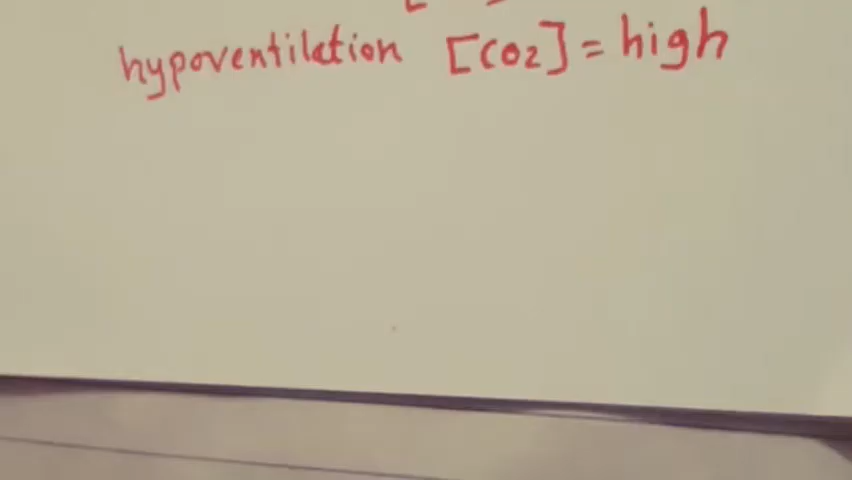 hypoventilation [CO2] = high